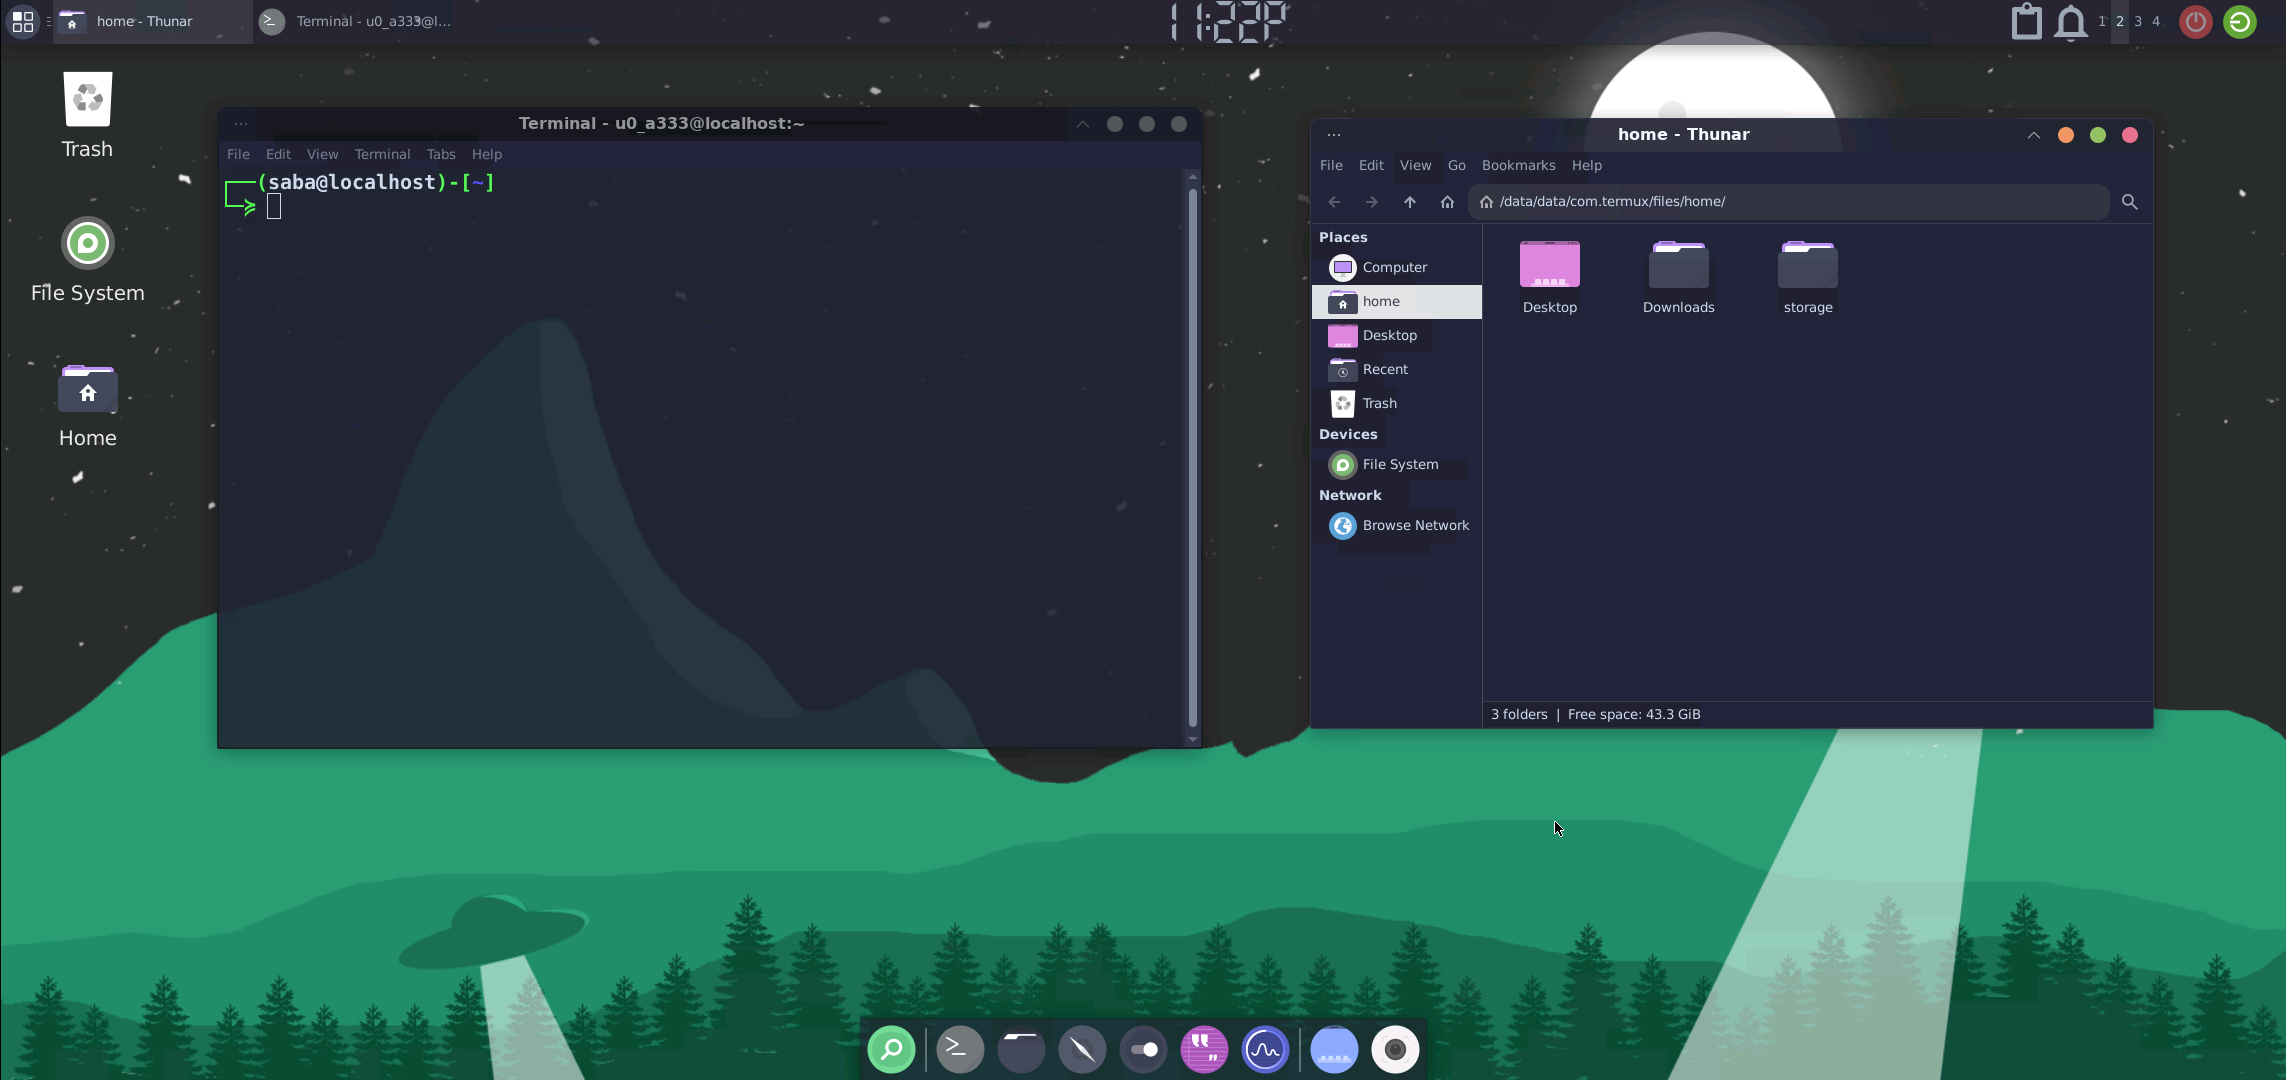 home - Thunar
Terminal - u0_a333@l...
11:22P
1 2 3 4
Trash
File System
Home
Terminal - u0_a333@localhost:~
File Edit View Terminal Tabs Help
(saba@localhost)-[~]
home - Thunar
File Edit View Go Bookmarks Help
/data/data/com.termux/files/home/
Places
Computer
home
Desktop
Recent
Trash
Devices
File System
Network
Browse Network
Desktop
Downloads
storage
3 folders | Free space: 43.3 GiB